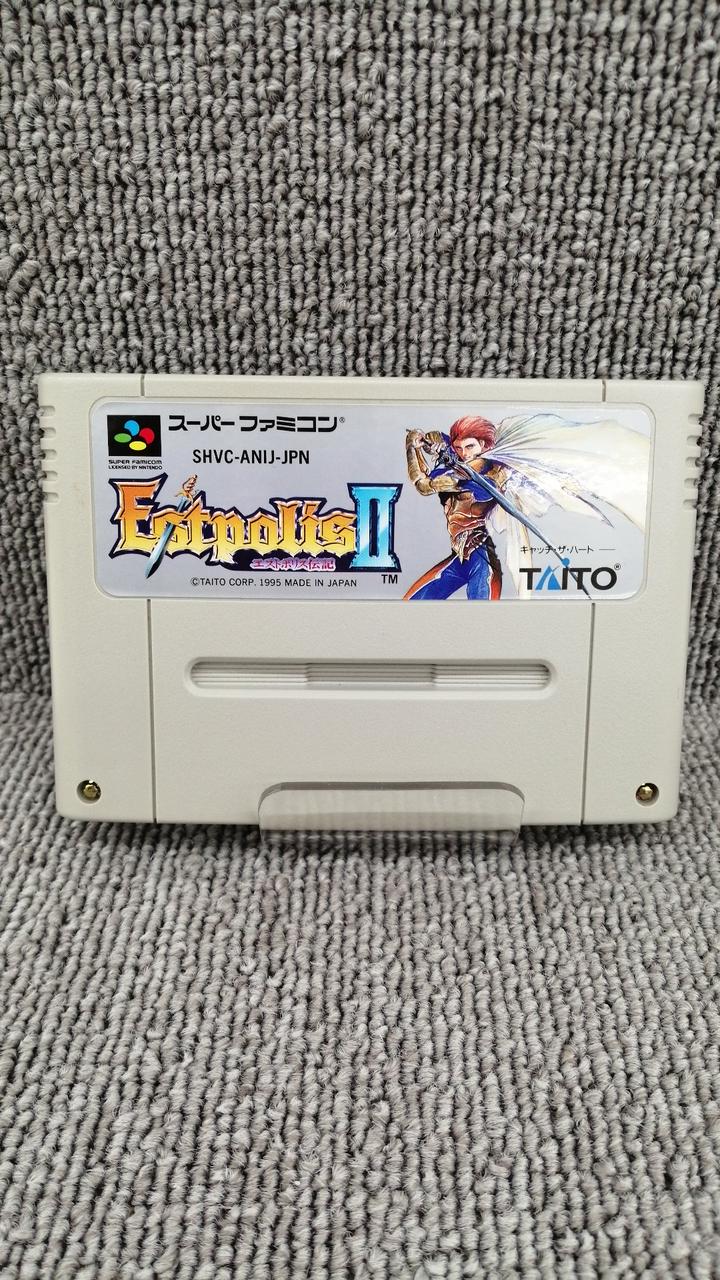 スーパーファミコン®
SUPER FAMICOM
LICENSED BY NINTENDO
SHVC-ANIJ-JPN
Estpolis II
エストポリス伝記
TM
©TAITO CORP. 1995 MADE IN JAPAN
キャッチ・ザ・ハート
TAITO®